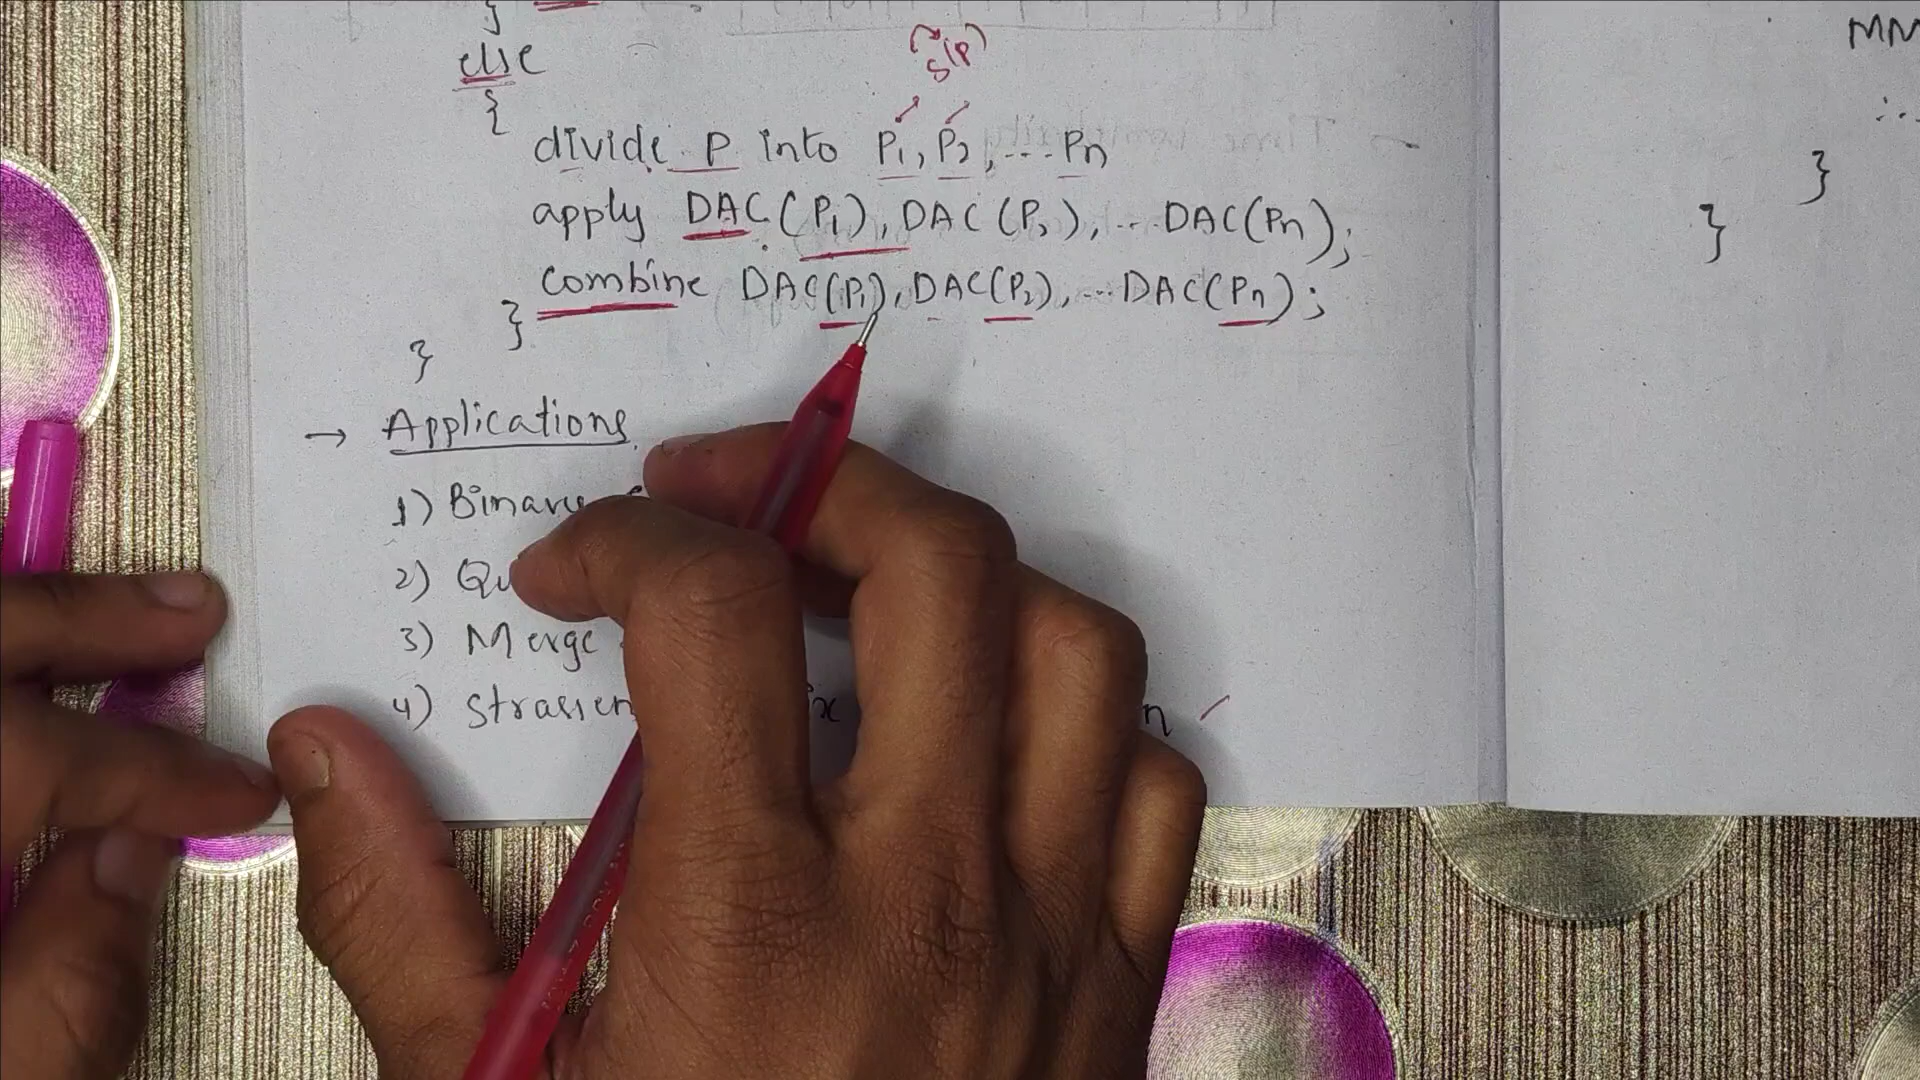 }
S(P)
else
{
divide P into P1, P2, ... Pn
apply DAC (P1), DAC (P2), ... DAC(Pn);
combine DAC(P1), DAC(P2), ... DAC(Pn);
}
}
→ Applications
1) Binary
2) Qu
3) Merge
4) Strassen
MM
∴
}
}